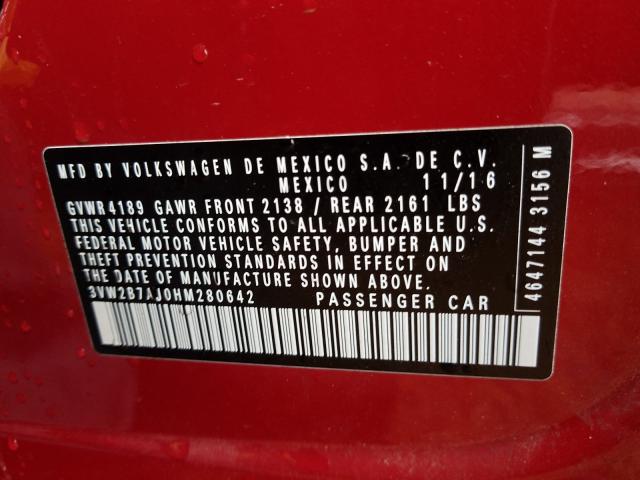 MFD BY VOLKSWAGEN DE MEXICO S.A. DE C.V.
MEXICO 11/16
GVWR 4189 GAWR FRONT 2138 / REAR 2161 LBS
THIS VEHICLE CONFORMS TO ALL APPLICABLE U.S.
FEDERAL MOTOR VEHICLE SAFETY, BUMPER AND
THEFT PREVENTION STANDARDS IN EFFECT ON
THE DATE OF MANUFACTURE SHOWN ABOVE.
3VW2B7AJ0HM280642 PASSENGER CAR
4647144 3156 M